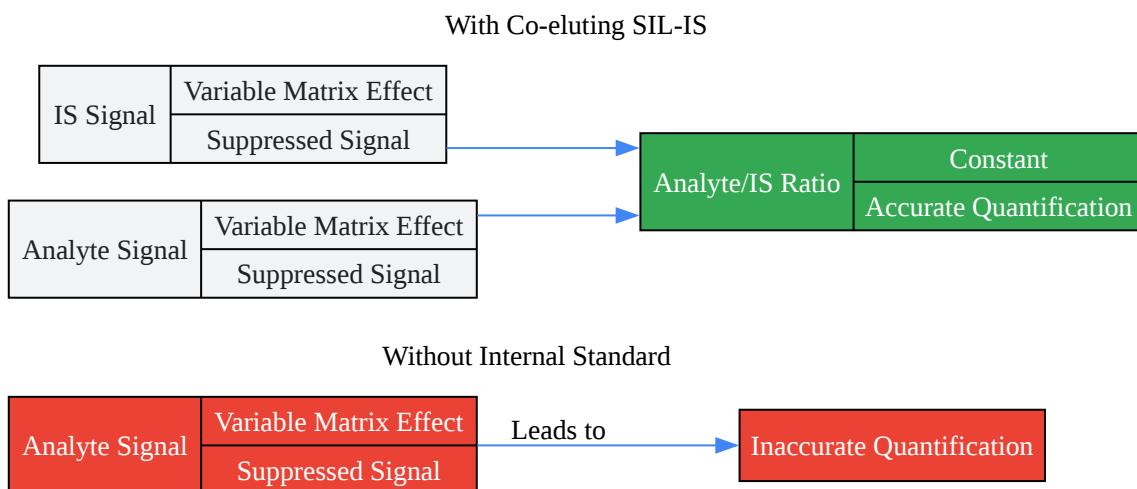 With Co-eluting SIL-IS
IS Signal
Variable Matrix Effect
Suppressed Signal
Analyte Signal
Variable Matrix Effect
Suppressed Signal
Analyte/IS Ratio
Constant
Accurate Quantification
Without Internal Standard
Analyte Signal
Variable Matrix Effect
Suppressed Signal
Leads to
Inaccurate Quantification